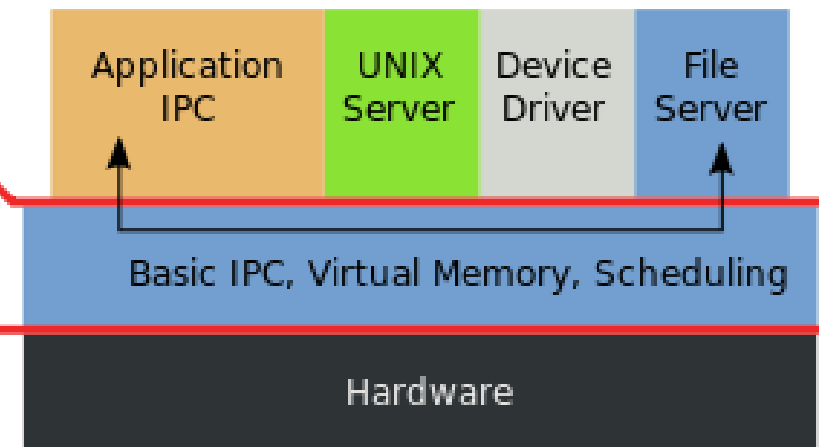 Application
IPC
UNIX
Server
Device
Driver
File
Server
Basic IPC, Virtual Memory, Scheduling
Hardware